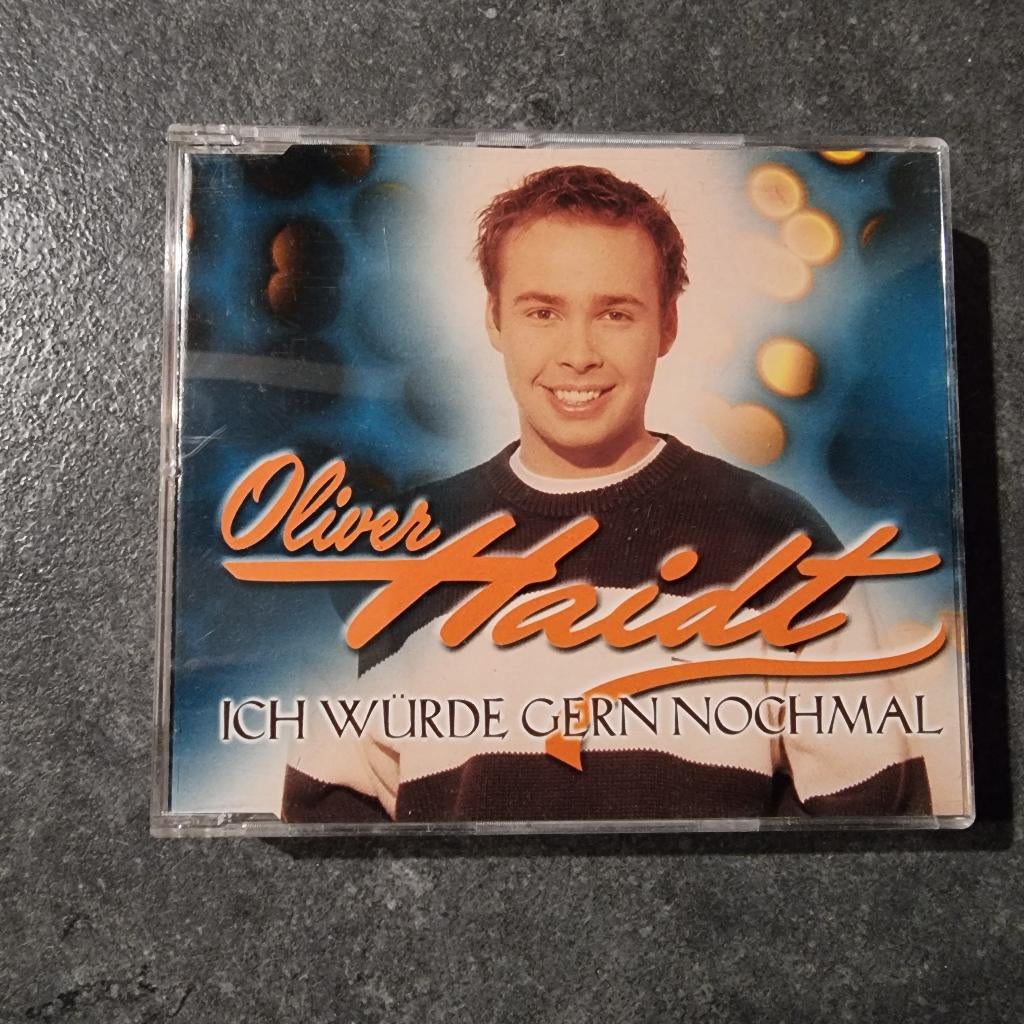 Oliver
Haidt
ICH WÜRDE GERN NOCHMAL